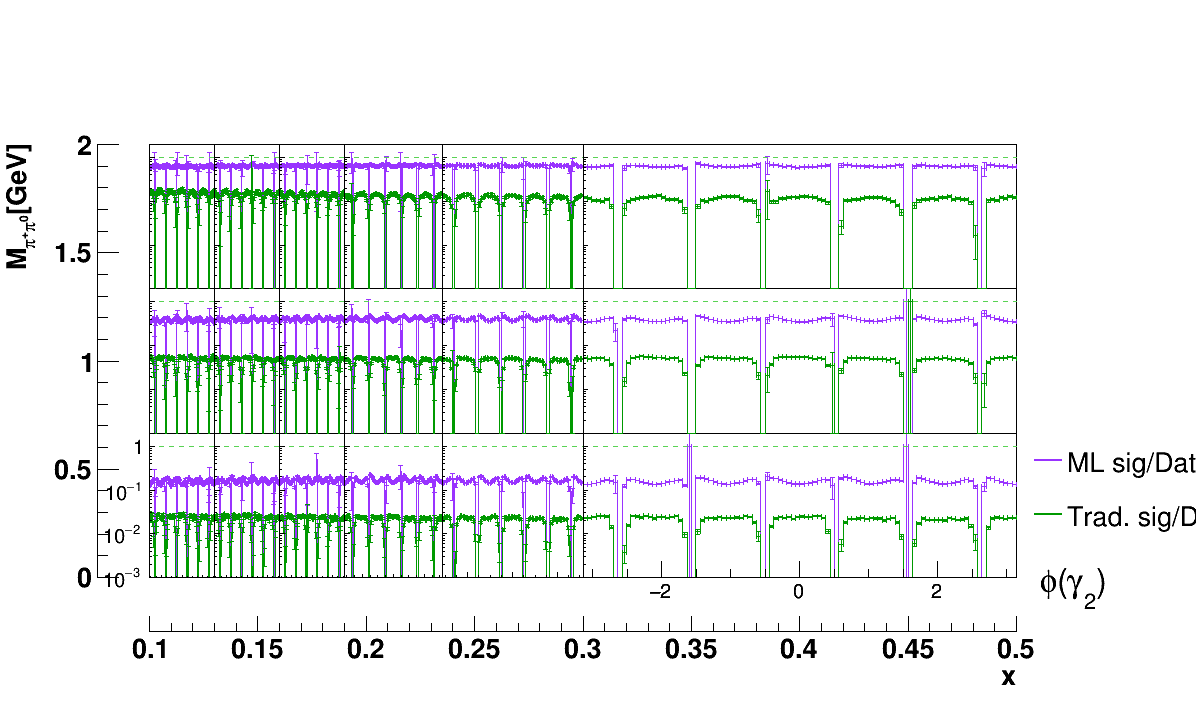 M_{π⁺π⁰}[GeV]
2
1.5
1
0.5
0
1
10⁻¹
10⁻²
10⁻³
ML sig/Dat
Trad. sig/D
−2 0 2
ϕ(γ₂)
0.1 0.15 0.2 0.25 0.3 0.35 0.4 0.45 0.5
x